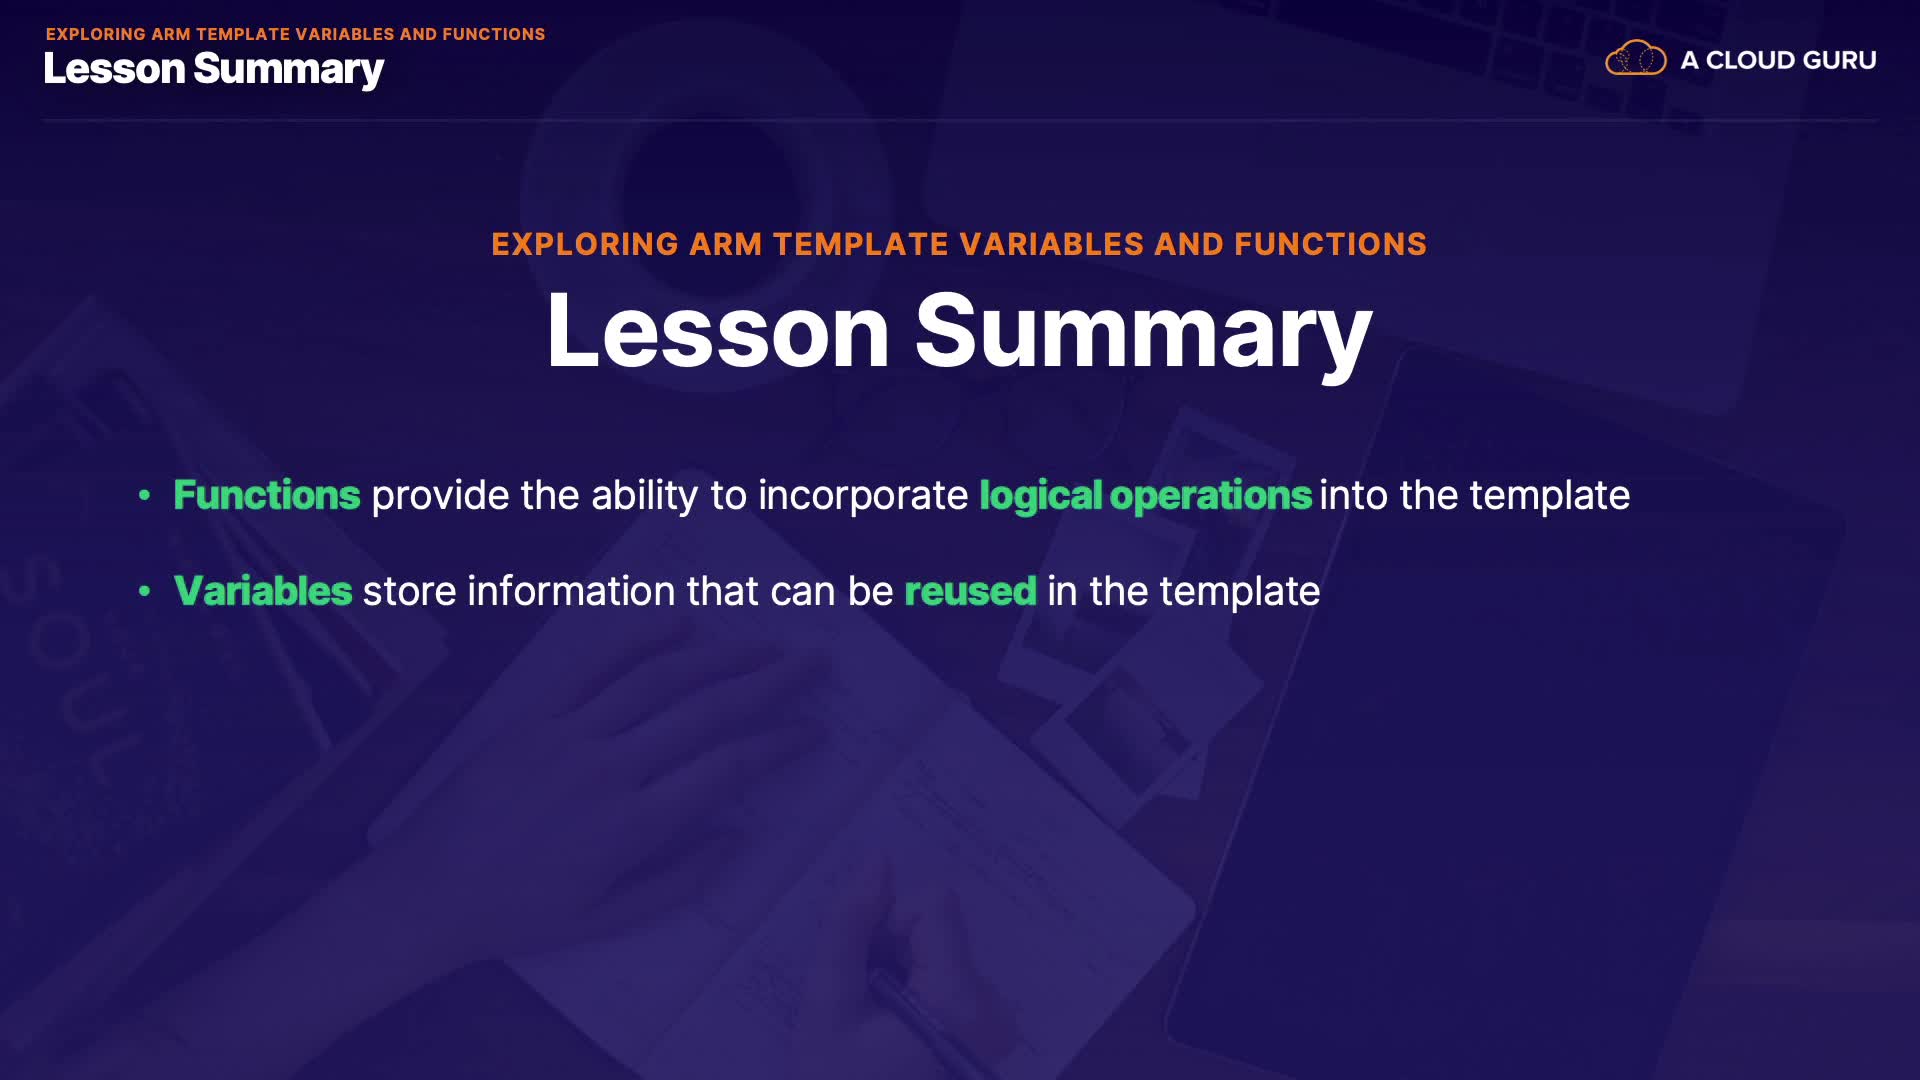 EXPLORING ARM TEMPLATE VARIABLES AND FUNCTIONS
Lesson Summary
A CLOUD GURU
EXPLORING ARM TEMPLATE VARIABLES AND FUNCTIONS
Lesson Summary
• Functions provide the ability to incorporate logical operations into the template
• Variables store information that can be reused in the template
SOUL